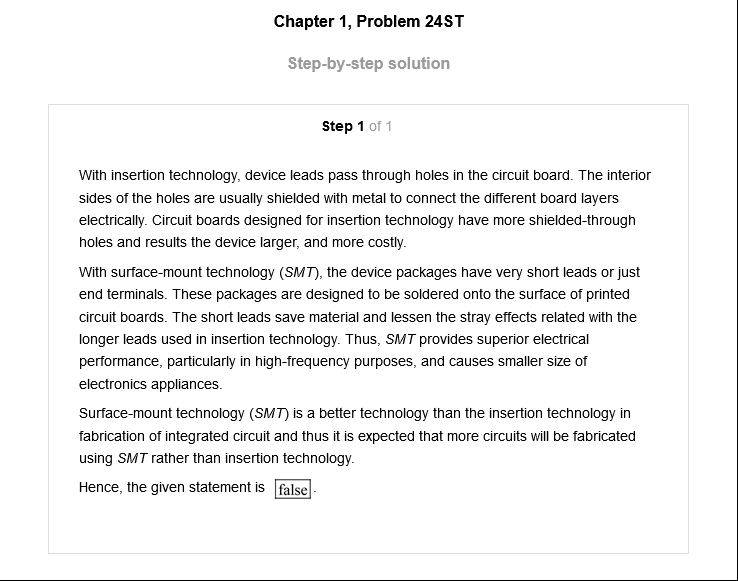 Chapter 1, Problem 24ST
Step-by-step solution
Step 1 of 1
With insertion technology, device leads pass through holes in the circuit board. The interior
sides of the holes are usually shielded with metal to connect the different board layers
electrically. Circuit boards designed for insertion technology have more shielded-through
holes and results the device larger, and more costly.
With surface-mount technology (SMT), the device packages have very short leads or just
end terminals. These packages are designed to be soldered onto the surface of printed
circuit boards. The short leads save material and lessen the stray effects related with the
longer leads used in insertion technology. Thus, SMT provides superior electrical
performance, particularly in high-frequency purposes, and causes smaller size of
electronics appliances.
Surface-mount technology (SMT) is a better technology than the insertion technology in
fabrication of integrated circuit and thus it is expected that more circuits will be fabricated
using SMT rather than insertion technology.
Hence, the given statement is false.